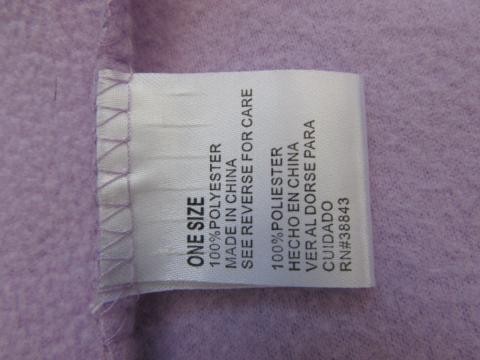 ONE SIZE
100%POLYESTER
MADE IN CHINA
SEE REVERSE FOR CARE
100%POLIESTER
HECHO EN CHINA
VER AL DORSE PARA
CUIDADO
RN#38843